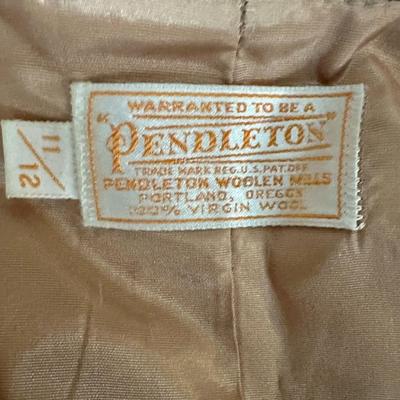 WARRANTED TO BE A
"PENDLETON"
TRADE MARK REG. U.S. PAT. OFF.
PENDLETON WOOLEN MILLS
PORTLAND, OREGON
100% VIRGIN WOOL
11/12